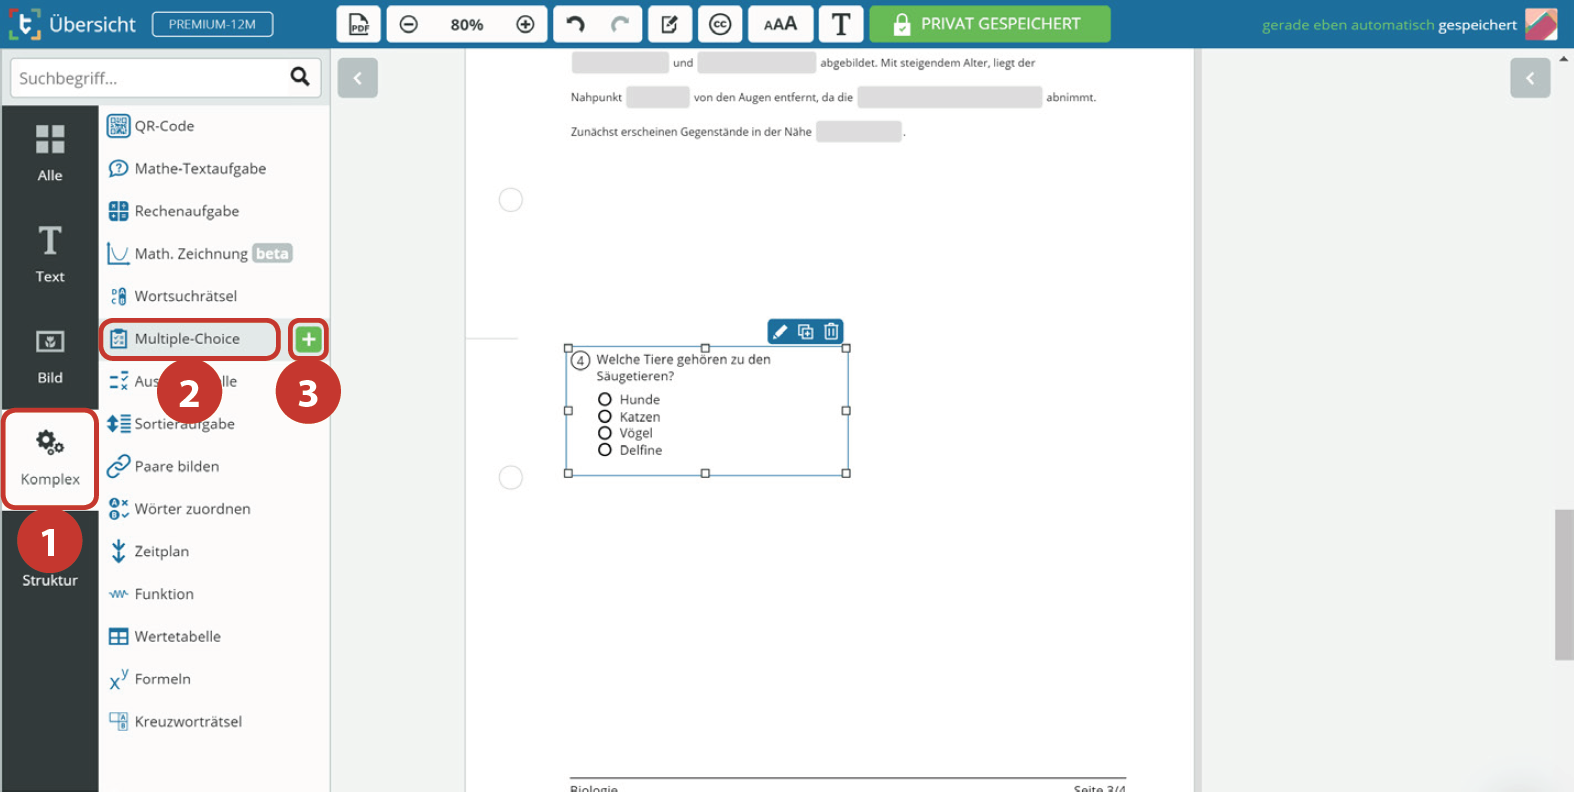 Übersicht
PREMIUM-12M
PDF
80%
cc
AAA
T
PRIVAT GESPEICHERT
gerade eben automatisch gespeichert
Suchbegriff...
Alle
Text
Bild
Komplex
1
Struktur
QR-Code
Mathe-Textaufgabe
Rechenaufgabe
Math. Zeichnung beta
Wortsuchrätsel
Multiple-Choice
2
3
Sortieraufgabe
Paare bilden
Wörter zuordnen
Zeitplan
Funktion
Wertetabelle
Formeln
Kreuzworträtsel
und abgebildet. Mit steigendem Alter, liegt der
Nahpunkt von den Augen entfernt, da die abnimmt.
Zunächst erscheinen Gegenstände in der Nähe .
4 Welche Tiere gehören zu den
Säugetieren?
Hunde
Katzen
Vögel
Delfine
Biologie Seite 3/4